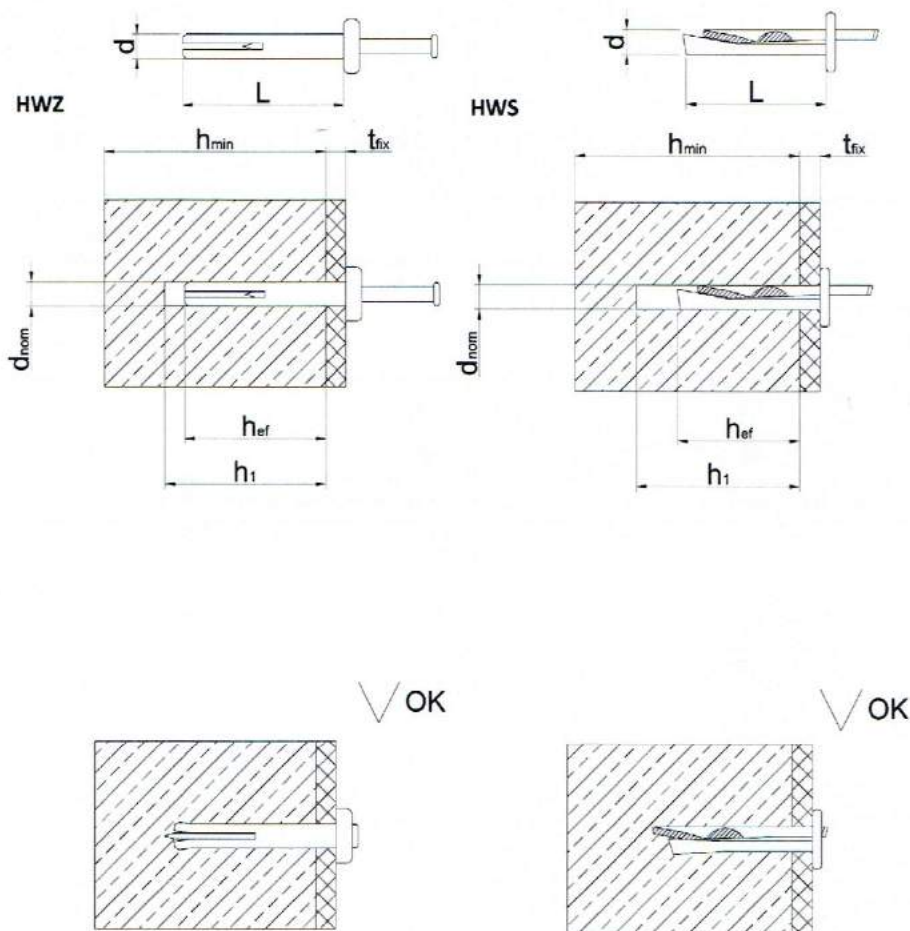 d
L
HWZ
hmin
tfix
dnom
hef
h1
d
L
HWS
hmin
tfix
dnom
hef
h1
OK
OK